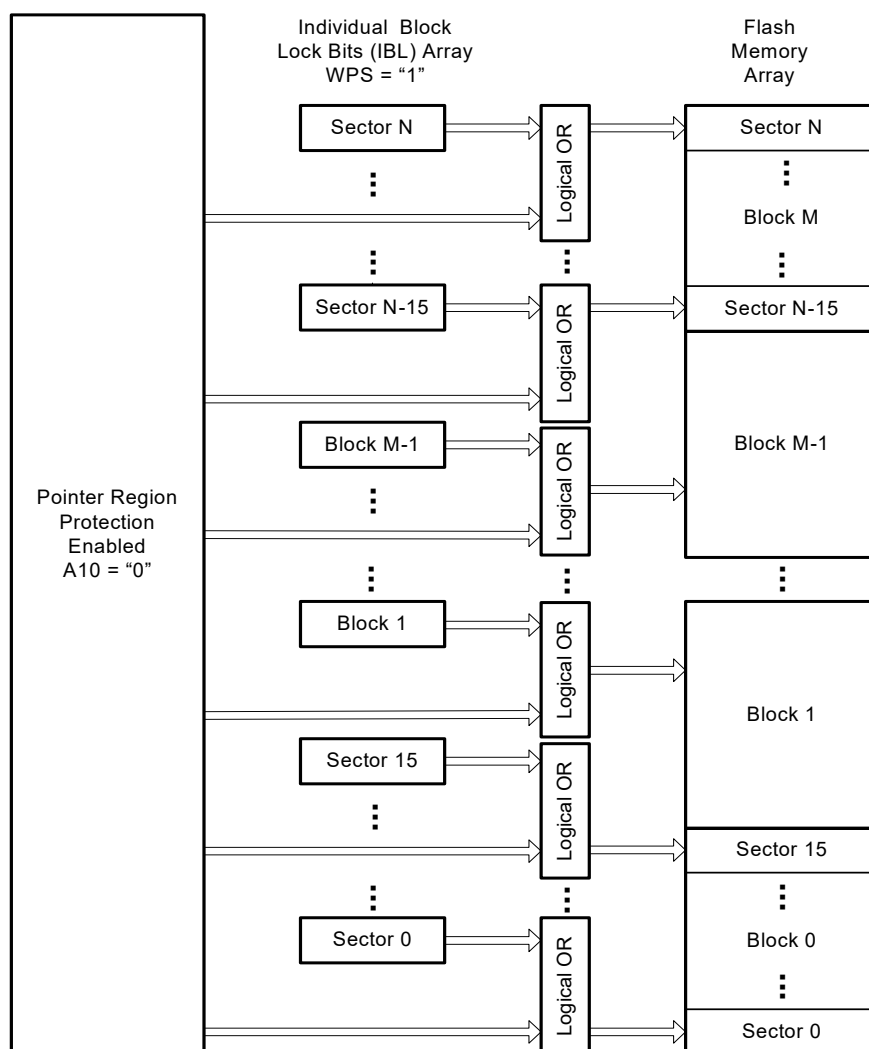 Individual Block
Lock Bits (IBL) Array
WPS = “1”
Flash
Memory
Array
Sector N
Logical OR
Sector N
Block M
Sector N-15
Logical OR
Sector N-15
Block M-1
Logical OR
Block M-1
Pointer Region
Protection
Enabled
A10 = “0”
Block 1
Logical OR
Block 1
Sector 15
Logical OR
Sector 15
Sector 0
Logical OR
Block 0
Sector 0